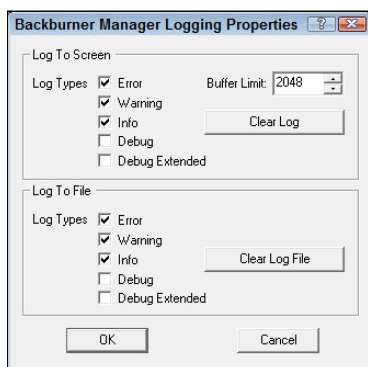 Backburner Manager Logging Properties
Log To Screen
Log Types Error Buffer Limit: 2048
Warning
Info Clear Log
Debug
Debug Extended
Log To File
Log Types Error
Warning
Info Clear Log File
Debug
Debug Extended
OK Cancel